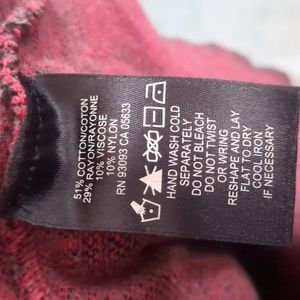 51% COTTON/COTON
29% RAYON/RAYONNE
10% VISCOSE
10% NYLON
RN 93093 CA 05633
HAND WASH COLD
SEPARATELY
DO NOT BLEACH
DO NOT TWIST
OR WRING
RESHAPE AND LAY
FLAT TO DRY
COOL IRON
IF NECESSARY